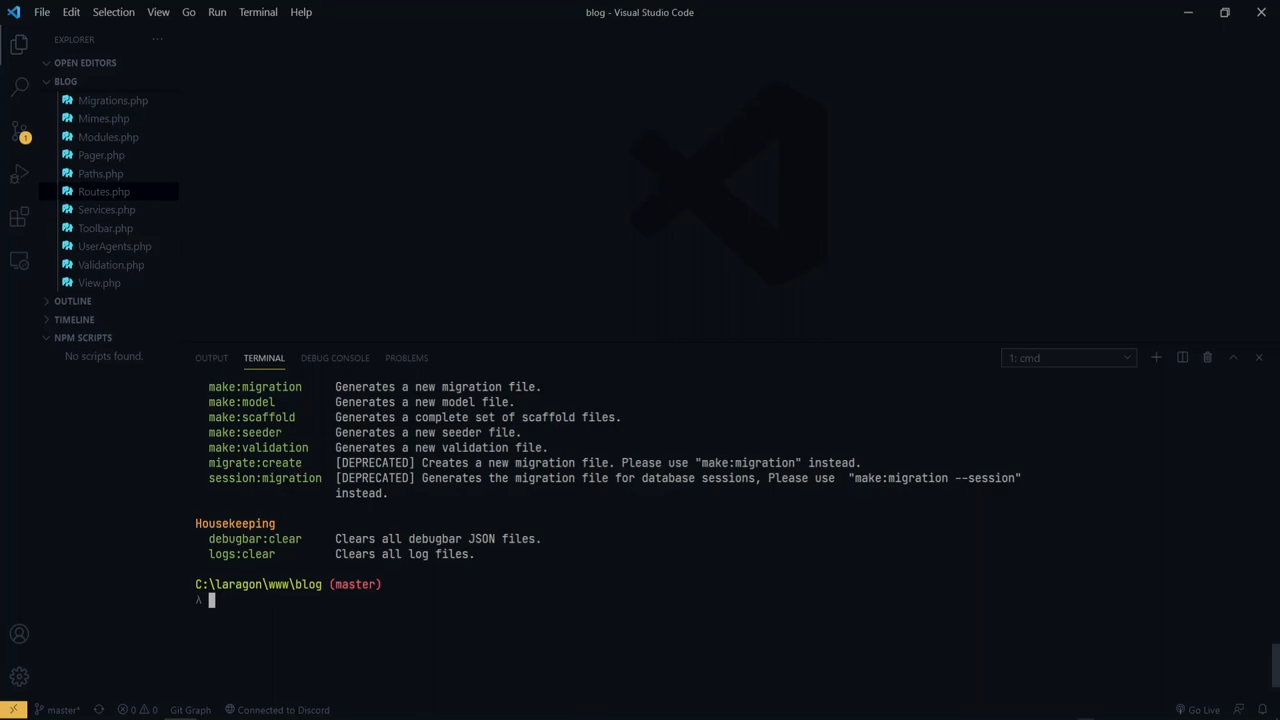 File Edit Selection View Go Run Terminal Help
blog - Visual Studio Code
EXPLORER
OPEN EDITORS
BLOG
Migrations.php
Mimes.php
Modules.php
Pager.php
Paths.php
Routes.php
Services.php
Toolbar.php
UserAgents.php
Validation.php
View.php
OUTLINE
TIMELINE
NPM SCRIPTS
No scripts found.
1
OUTPUT TERMINAL DEBUG CONSOLE PROBLEMS
1: cmd
make:migration Generates a new migration file.
make:model Generates a new model file.
make:scaffold Generates a complete set of scaffold files.
make:seeder Generates a new seeder file.
make:validation Generates a new validation file.
migrate:create [DEPRECATED] Creates a new migration file. Please use "make:migration" instead.
session:migration [DEPRECATED] Generates the migration file for database sessions, Please use  "make:migration --session"
instead.
Housekeeping
debugbar:clear Clears all debugbar JSON files.
logs:clear Clears all log files.
C:\laragon\www\blog (master)
λ
master* 0 0 Git Graph Connected to Discord
Go Live